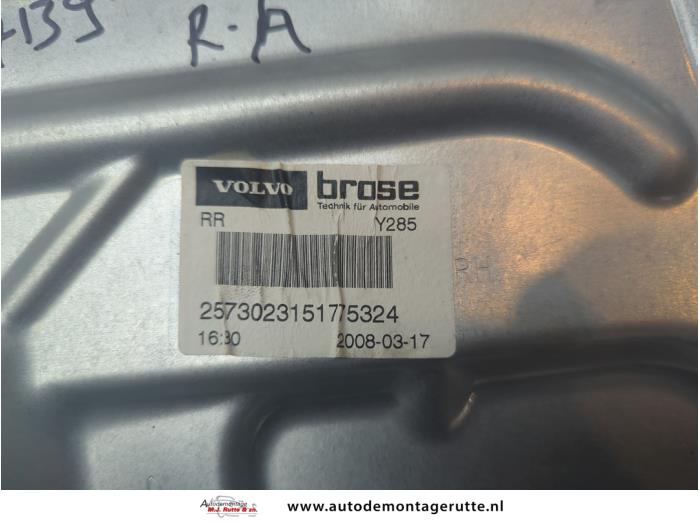 139
R-A
VOLVO brose
Technik für Automobile
RR Y285
RH
2573023151775324
16:30 2008-03-17
Autodemontage
M.J. Rutte & zn.
www.autodemontagerutte.nl